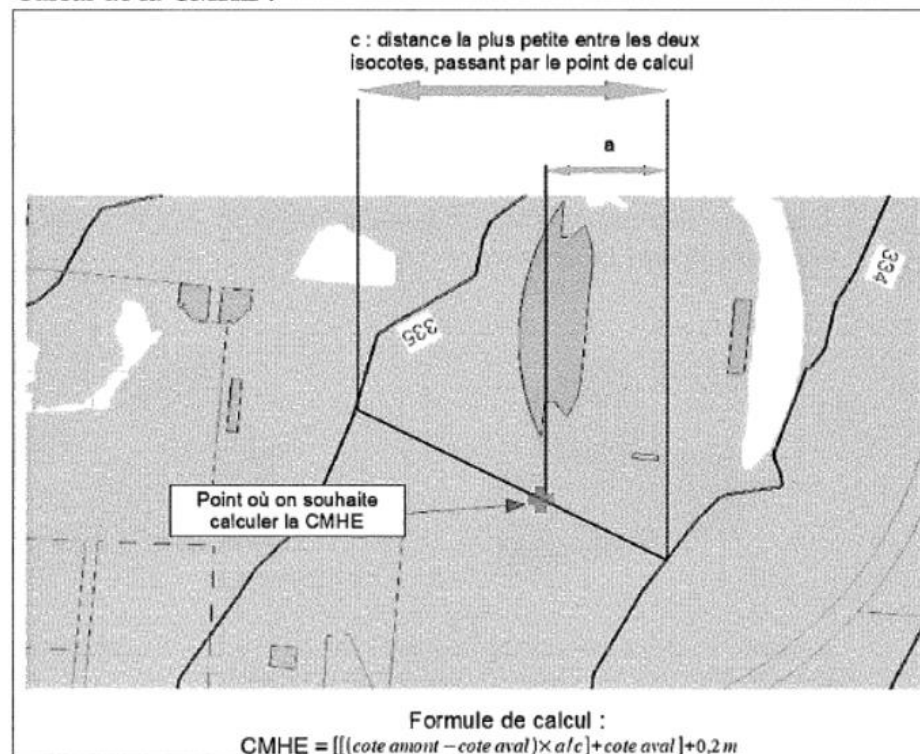 c : distance la plus petite entre les deux
isocotes, passant par le point de calcul
a
334
335
Point où on souhaite
calculer la CMHE
Formule de calcul :
CMHE = [[(cote amont − cote aval)× a/c]+cote aval]+0,2 m